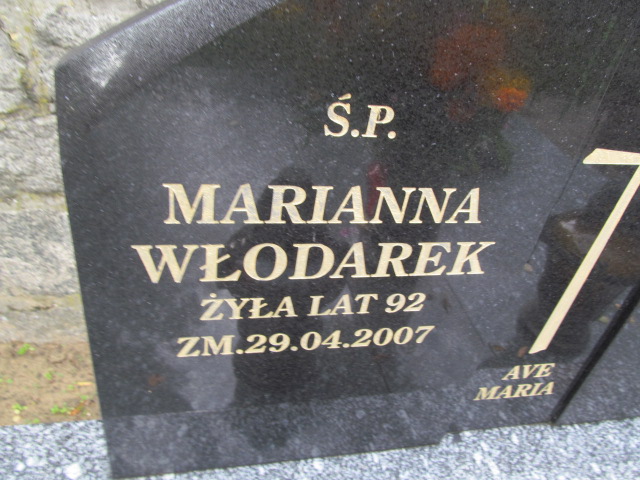 Ś.P.
MARIANNA
WŁODAREK
ŻYŁA LAT 92
ZM.29.04.2007
AVE
MARIA